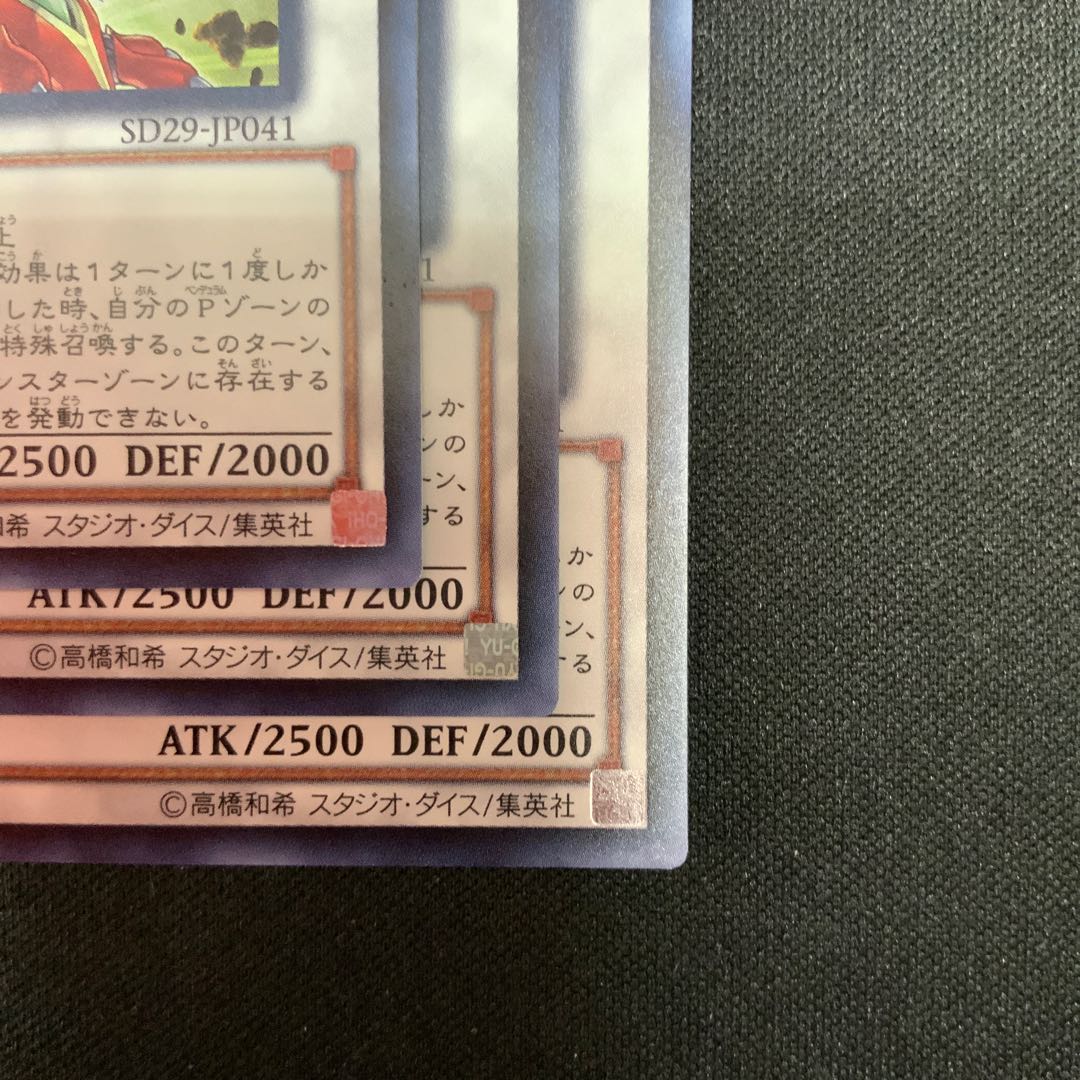 SD29-JP041
上
効果は1ターンに1度しか
した時、自分のPゾーンの
特殊召喚する。このターン、
ンスターゾーンに存在する
を発動できない。
2500 DEF/2000
和希 スタジオ・ダイス/集英社
1
しか
ンの
ーン、
する
ATK/2500 DEF/2000
©高橋和希 スタジオ・ダイス/集英社
YU-G
か
ンの
ン、
する
ATK/2500 DEF/2000
©高橋和希 スタジオ・ダイス/集英社